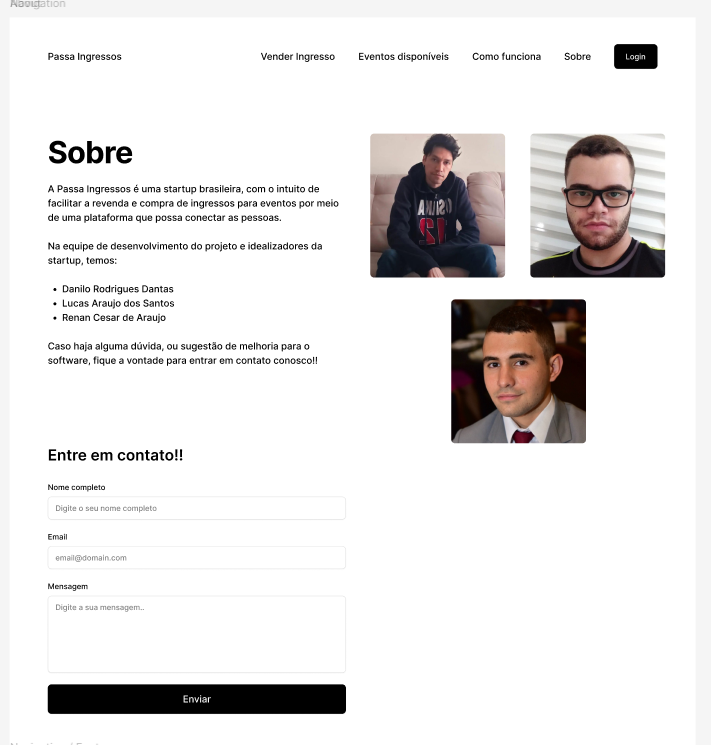 Passa Ingressos
Vender Ingresso
Eventos disponíveis
Como funciona
Sobre
Login
Sobre
A Passa Ingressos é uma startup brasileira, com o intuito de
facilitar a revenda e compra de ingressos para eventos por meio
de uma plataforma que possa conectar as pessoas.
Na equipe de desenvolvimento do projeto e idealizadores da
startup, temos:
• Danilo Rodrigues Dantas
• Lucas Araujo dos Santos
• Renan Cesar de Araujo
Caso haja alguma dúvida, ou sugestão de melhoria para o
software, fique a vontade para entrar em contato conosco!!
Entre em contato!!
Nome completo
Digite o seu nome completo
Email
email@domain.com
Mensagem
Digite a sua mensagem..
Enviar